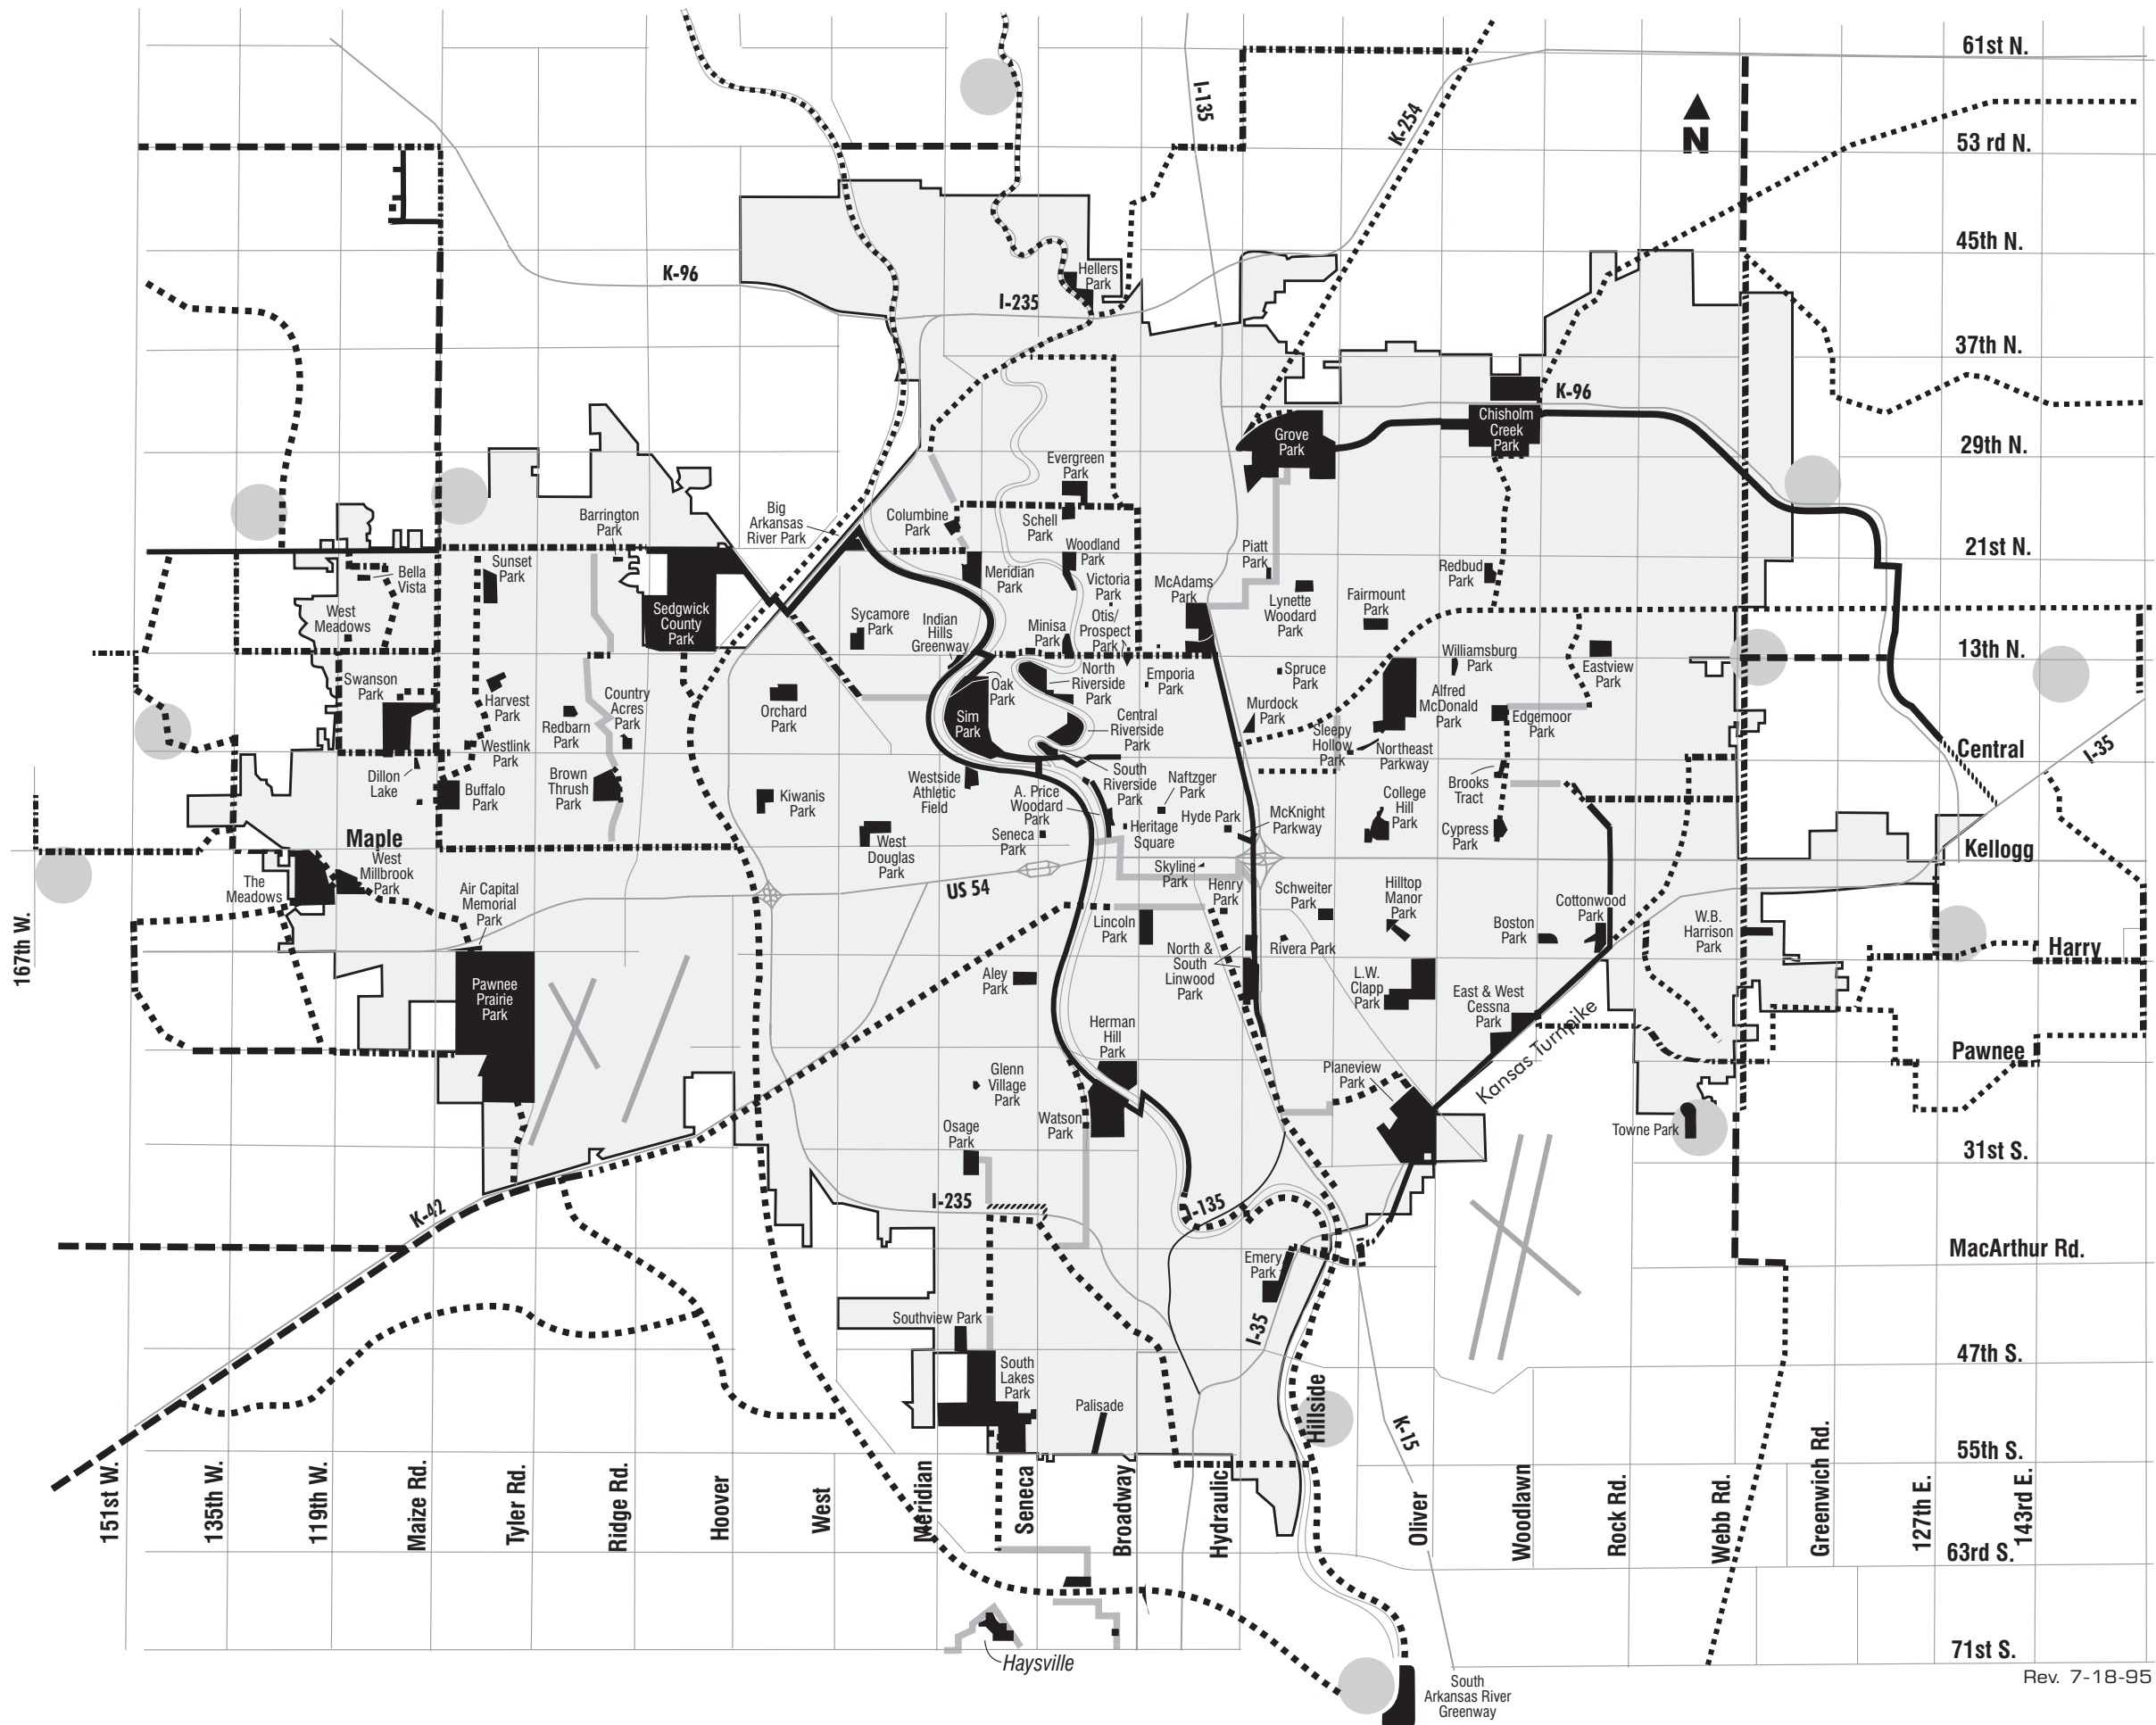 61st N.
I-135
K-254
N
53 rd N.
45th N.
K-96
Hellers
Park
I-235
37th N.
K-96
Chisholm
Creek
Park
Grove
Park
29th N.
Evergreen
Park
Big
Arkansas
River Park
Barrington
Park
Columbine
Park
Schell
Park
21st N.
Woodland
Park
Piatt
Park
Sunset
Park
Bella
Vista
Meridian
Park
Victoria
Park
McAdams
Park
Redbud
Park
West
Meadows
Sedgwick
County
Park
Sycamore
Park
Indian
Hills
Greenway
Minisa
Park
Otis/
Prospect
Park
Lynette
Woodard
Park
Fairmount
Park
13th N.
Swanson
Park
Harvest
Park
Redbarn
Park
Country
Acres
Park
Orchard
Park
Oak
Park
Sim
Park
North
Riverside
Park
Emporia
Park
Spruce
Park
Williamsburg
Park
Eastview
Park
Alfred
McDonald
Park
Murdock
Park
Central
Riverside
Park
Sleepy
Hollow
Park
Northeast
Parkway
Edgemoor
Park
Central
I-35
Westlink
Park
Dillon
Lake
Buffalo
Park
Brown
Thrush
Park
Kiwanis
Park
Westside
Athletic
Field
A. Price
Woodard
Park
South
Riverside
Park
Naftzger
Park
Brooks
Tract
College
Hill
Park
Hyde Park
McKnight
Parkway
Cypress
Park
Seneca
Park
Heritage
Square
Maple
West
Douglas
Park
Kellogg
West
Millbrook
Park
The
Meadows
Skyline
Park
US 54
Air Capital
Memorial
Park
Henry
Park
Schweiter
Park
Hilltop
Manor
Park
Cottonwood
Park
W.B.
Harrison
Park
167th W.
Lincoln
Park
Boston
Park
Harry
North &
South
Linwood
Park
Rivera Park
Aley
Park
Pawnee
Prairie
Park
L.W.
Clapp
Park
East & West
Cessna
Park
Kansas Turnpike
Herman
Hill
Park
Pawnee
Planeview
Park
Glenn
Village
Park
Watson
Park
Osage
Park
Towne Park
31st S.
K-42
I-235
I-135
MacArthur Rd.
Emery
Park
Southview Park
I-35
47th S.
South
Lakes
Park
Palisade
Hillside
K-15
55th S.
151st W.
135th W.
119th W.
Maize Rd.
Tyler Rd.
Ridge Rd.
Hoover
West
Meridian
Seneca
Broadway
Hydraulic
Oliver
Woodlawn
Rock Rd.
Webb Rd.
Greenwich Rd.
127th E.
143rd E.
63rd S.
71st S.
Haysville
South
Arkansas River
Greenway
Rev. 7-18-95